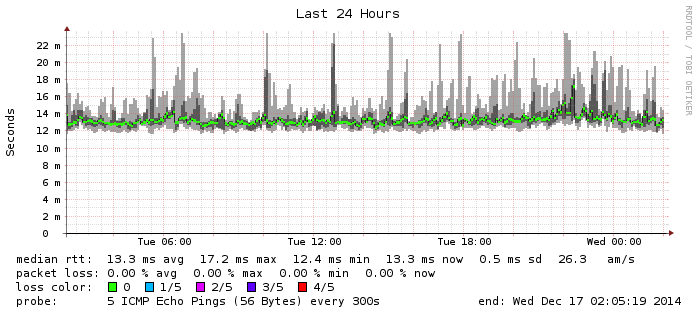 Last 24 Hours
RRDTOOL / TOBI OETIKER
Seconds
22 m
20 m
18 m
16 m
14 m
12 m
10 m
8 m
6 m
4 m
2 m
0
Tue 06:00 Tue 12:00 Tue 18:00 Wed 00:00
median rtt: 13.3 ms avg 17.2 ms max 12.4 ms min 13.3 ms now 0.5 ms sd 26.3 am/s
packet loss: 0.00 % avg 0.00 % max 0.00 % min 0.00 % now
loss color: 0 1/5 2/5 3/5 4/5
probe: 5 ICMP Echo Pings (56 Bytes) every 300s end: Wed Dec 17 02:05:19 2014